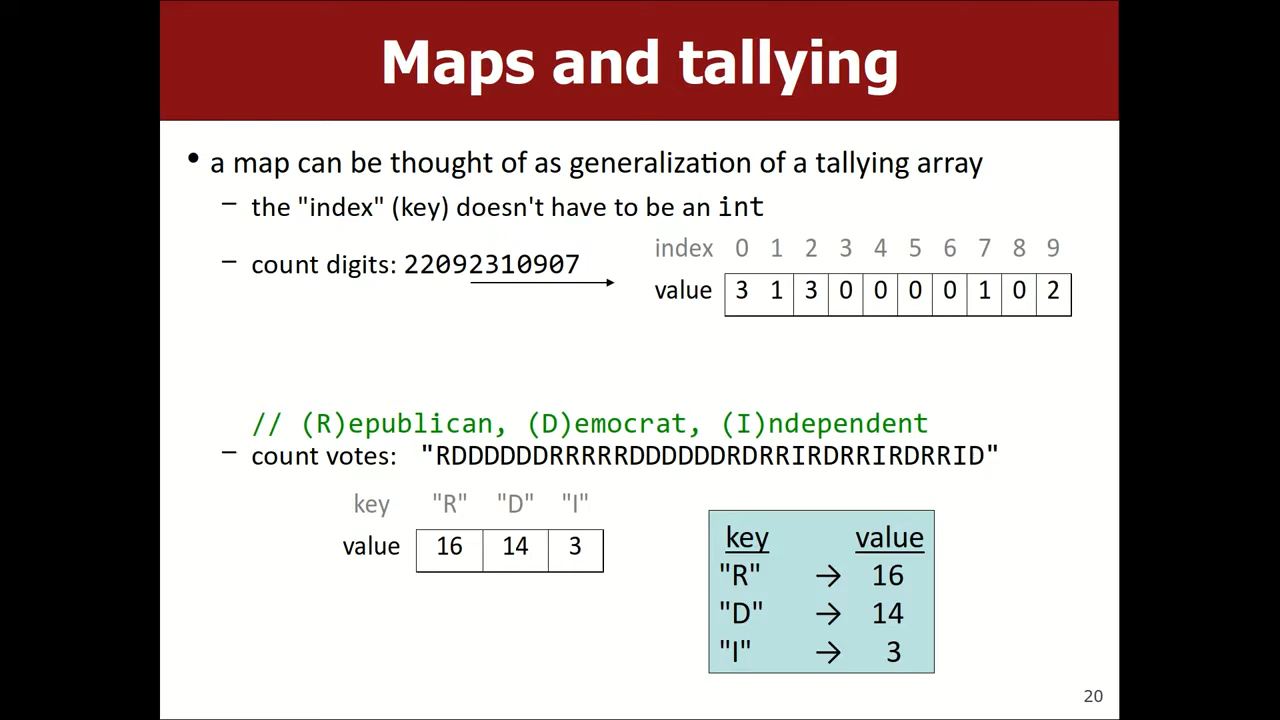 Maps and tallying
• a map can be thought of as generalization of a tallying array
– the "index" (key) doesn't have to be an int
– count digits: 22092310907
index 0 1 2 3 4 5 6 7 8 9
value 3 1 3 0 0 0 0 1 0 2
// (R)epublican, (D)emocrat, (I)ndependent
– count votes: "RDDDDDDRRRRRDDDDDDRDRRIRDRRIRDRRID"
key "R" "D" "I"
value 16 14 3
key value
"R" → 16
"D" → 14
"I" → 3
20